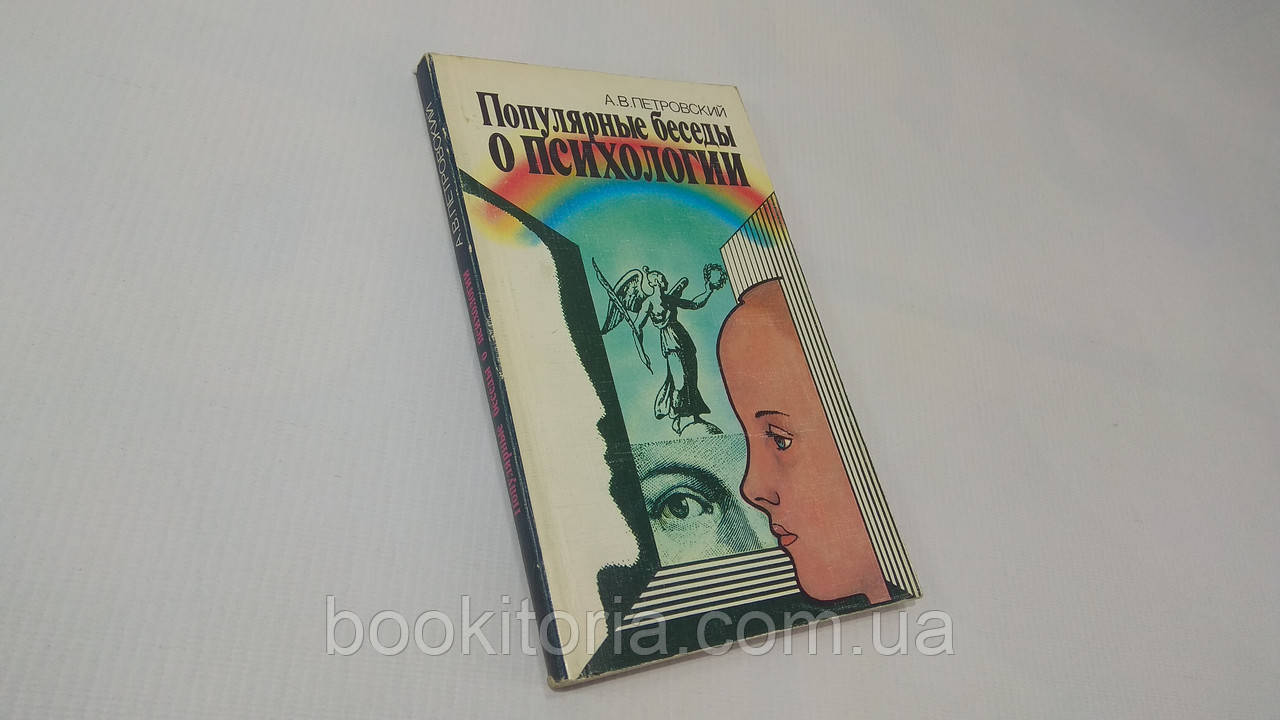 А.В.ПЕТРОВСКИЙ
Популярные беседы
о психологии
А.В.ПЕТРОВСКИЙ Популярные беседы о психологии
bookitoria.com.ua